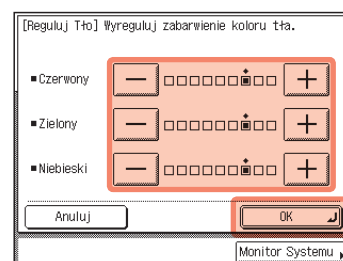 [Reguluj Tło] Wyreguluj zabarwienie koloru tła.
▪Czerwony
▪Zielony
▪Niebieski
Anuluj
OK
Monitor Systemu